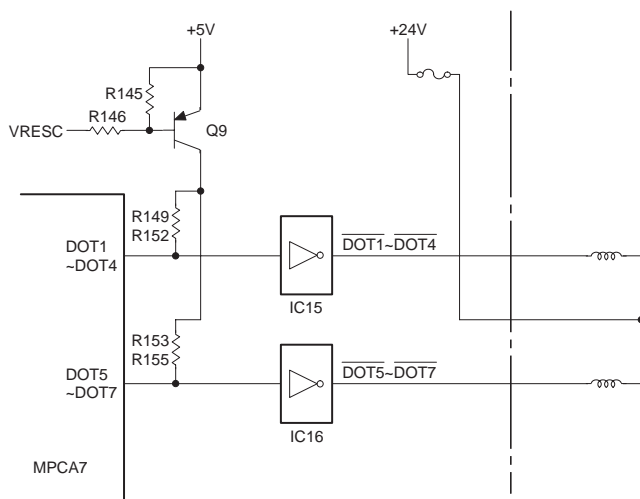 +5V
+24V
R145
R146
VRESC
Q9
R149
R152
DOT1
~DOT4
DOT1~DOT4
IC15
R153
R155
DOT5
~DOT7
DOT5~DOT7
IC16
MPCA7